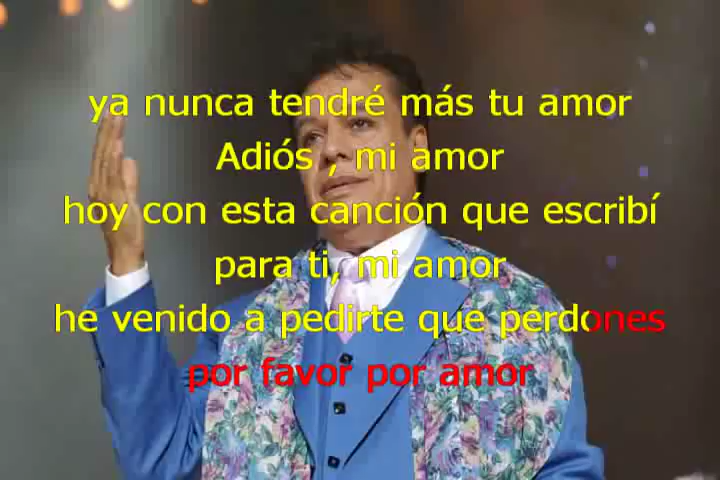 ya nunca tendré más tu amor
Adiós , mi amor
hoy con esta canción que escribí
para ti, mi amor
he venido a pedirte que perdones
por favor por amor